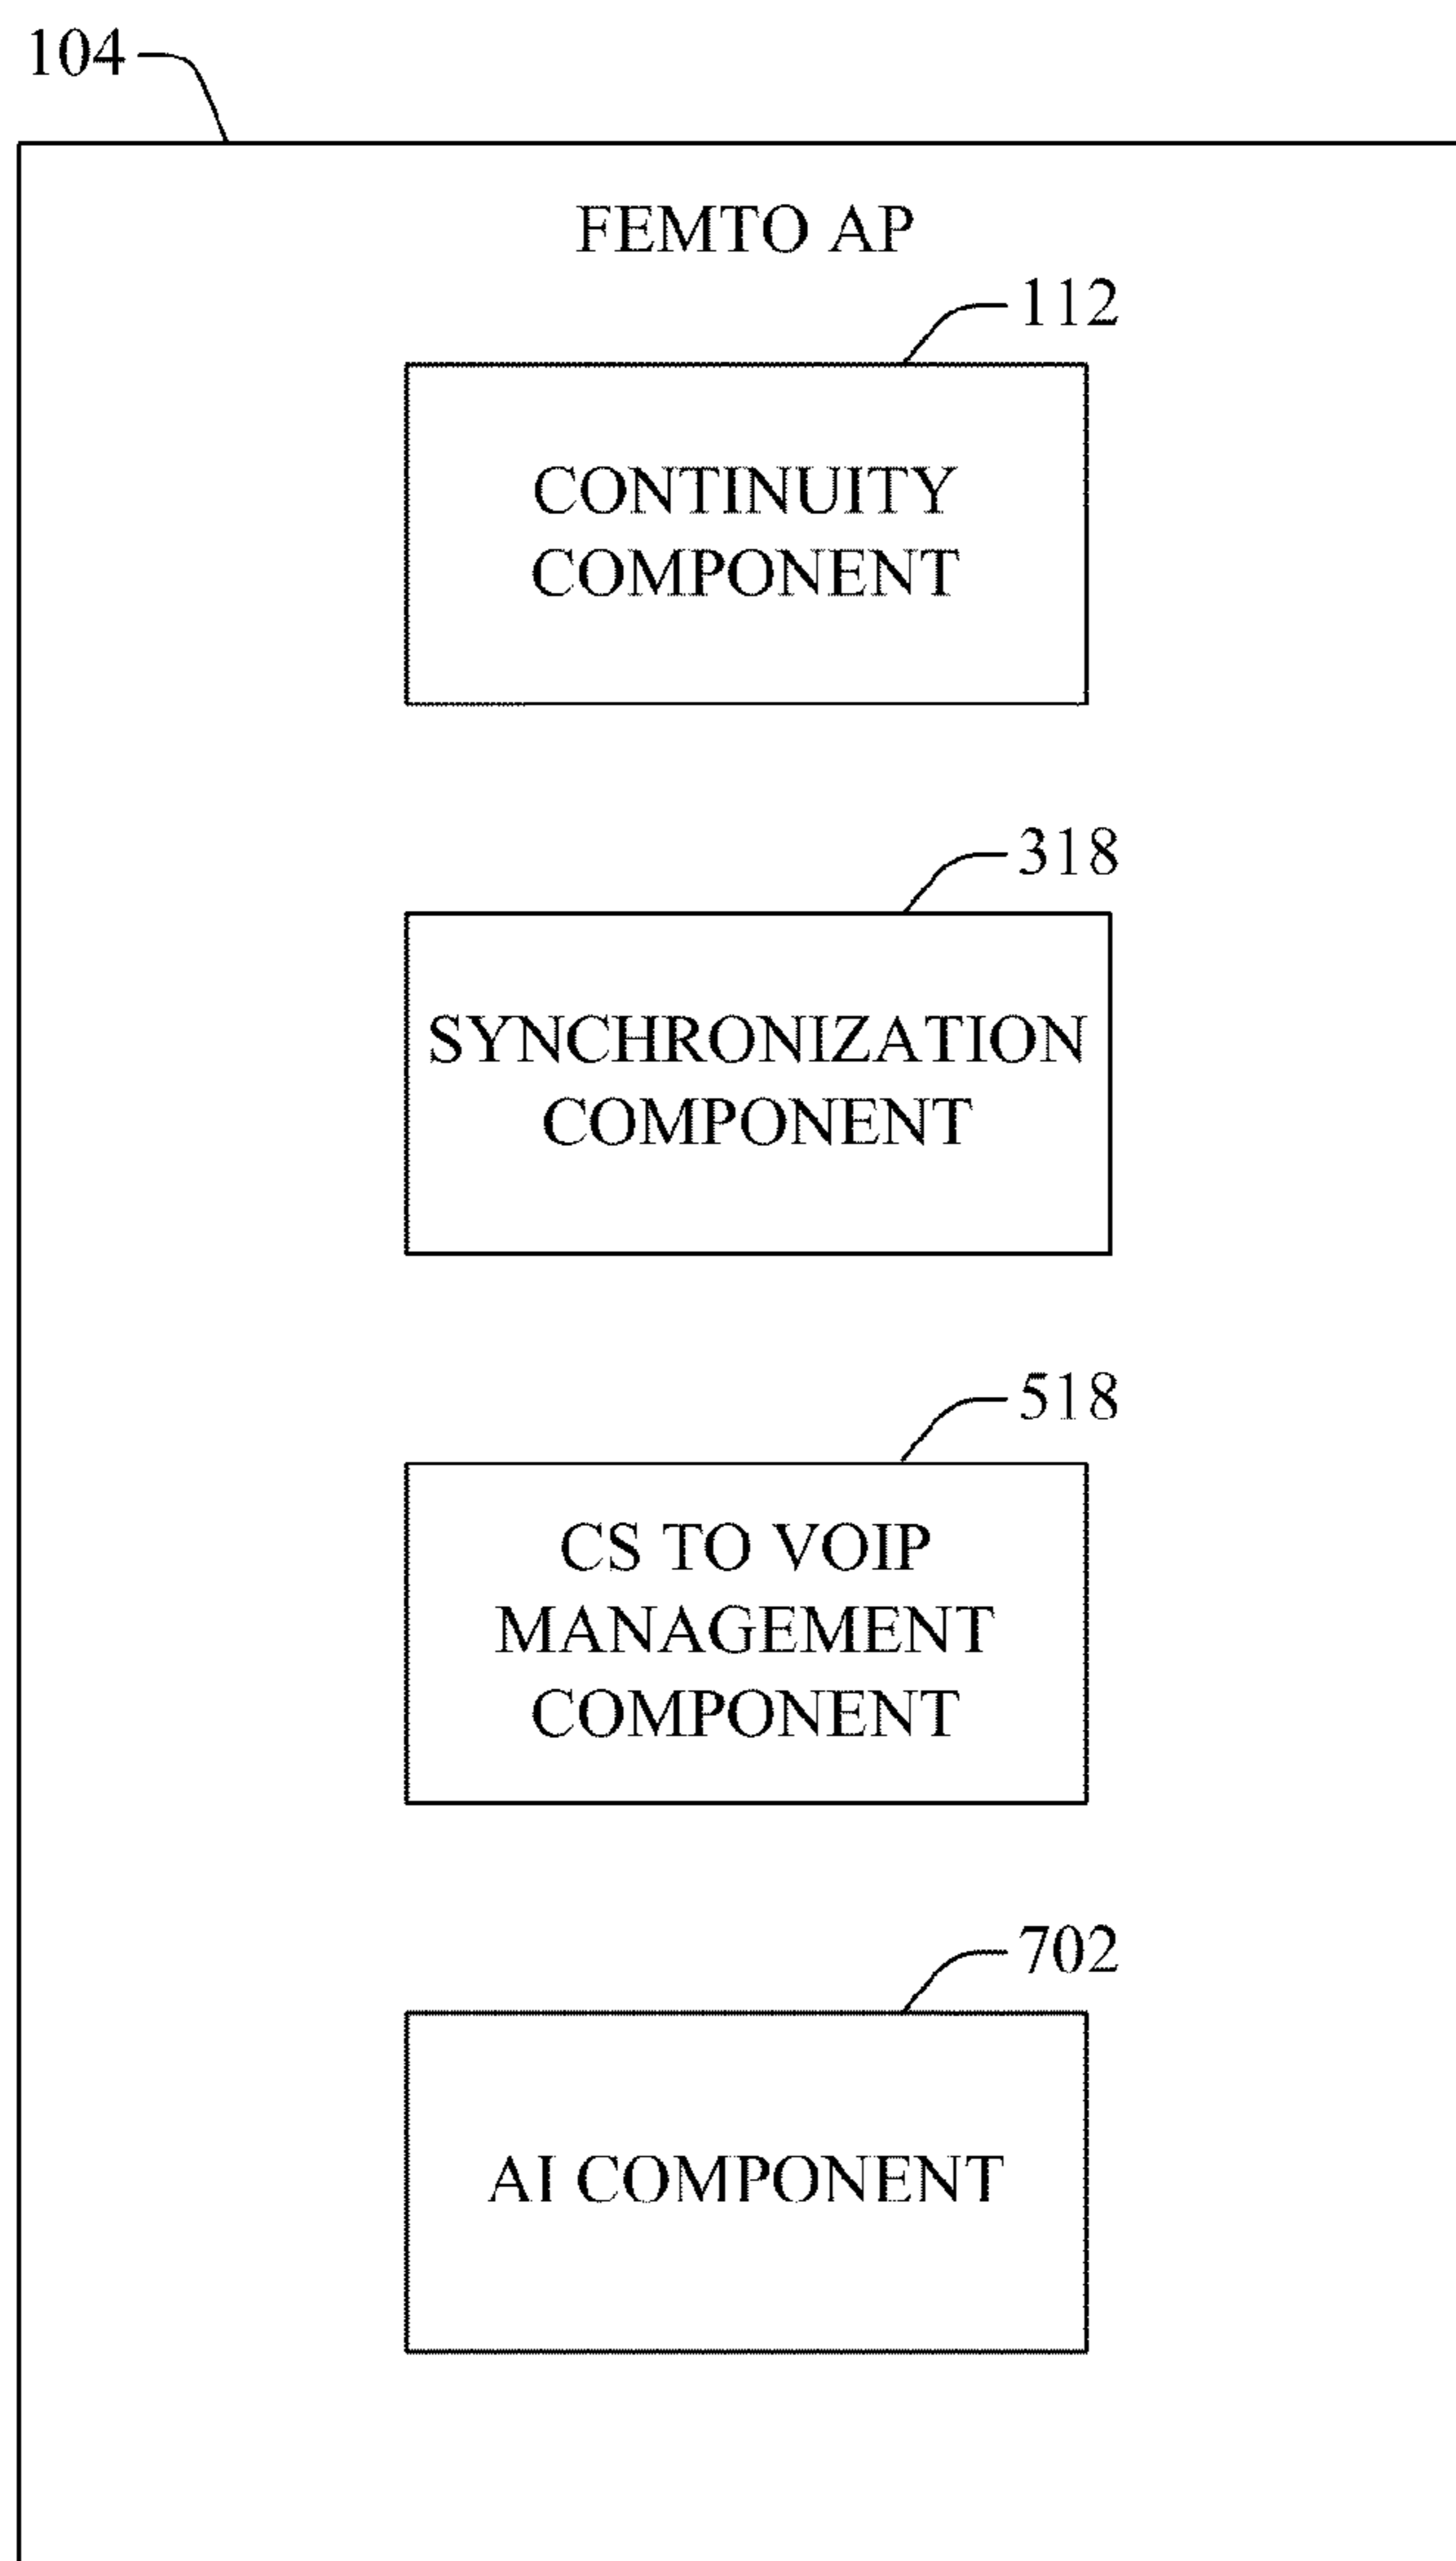 104
FEMTO AP
112
CONTINUITY
COMPONENT
318
SYNCHRONIZATION
COMPONENT
518
CS TO VOIP
MANAGEMENT
COMPONENT
702
AI COMPONENT